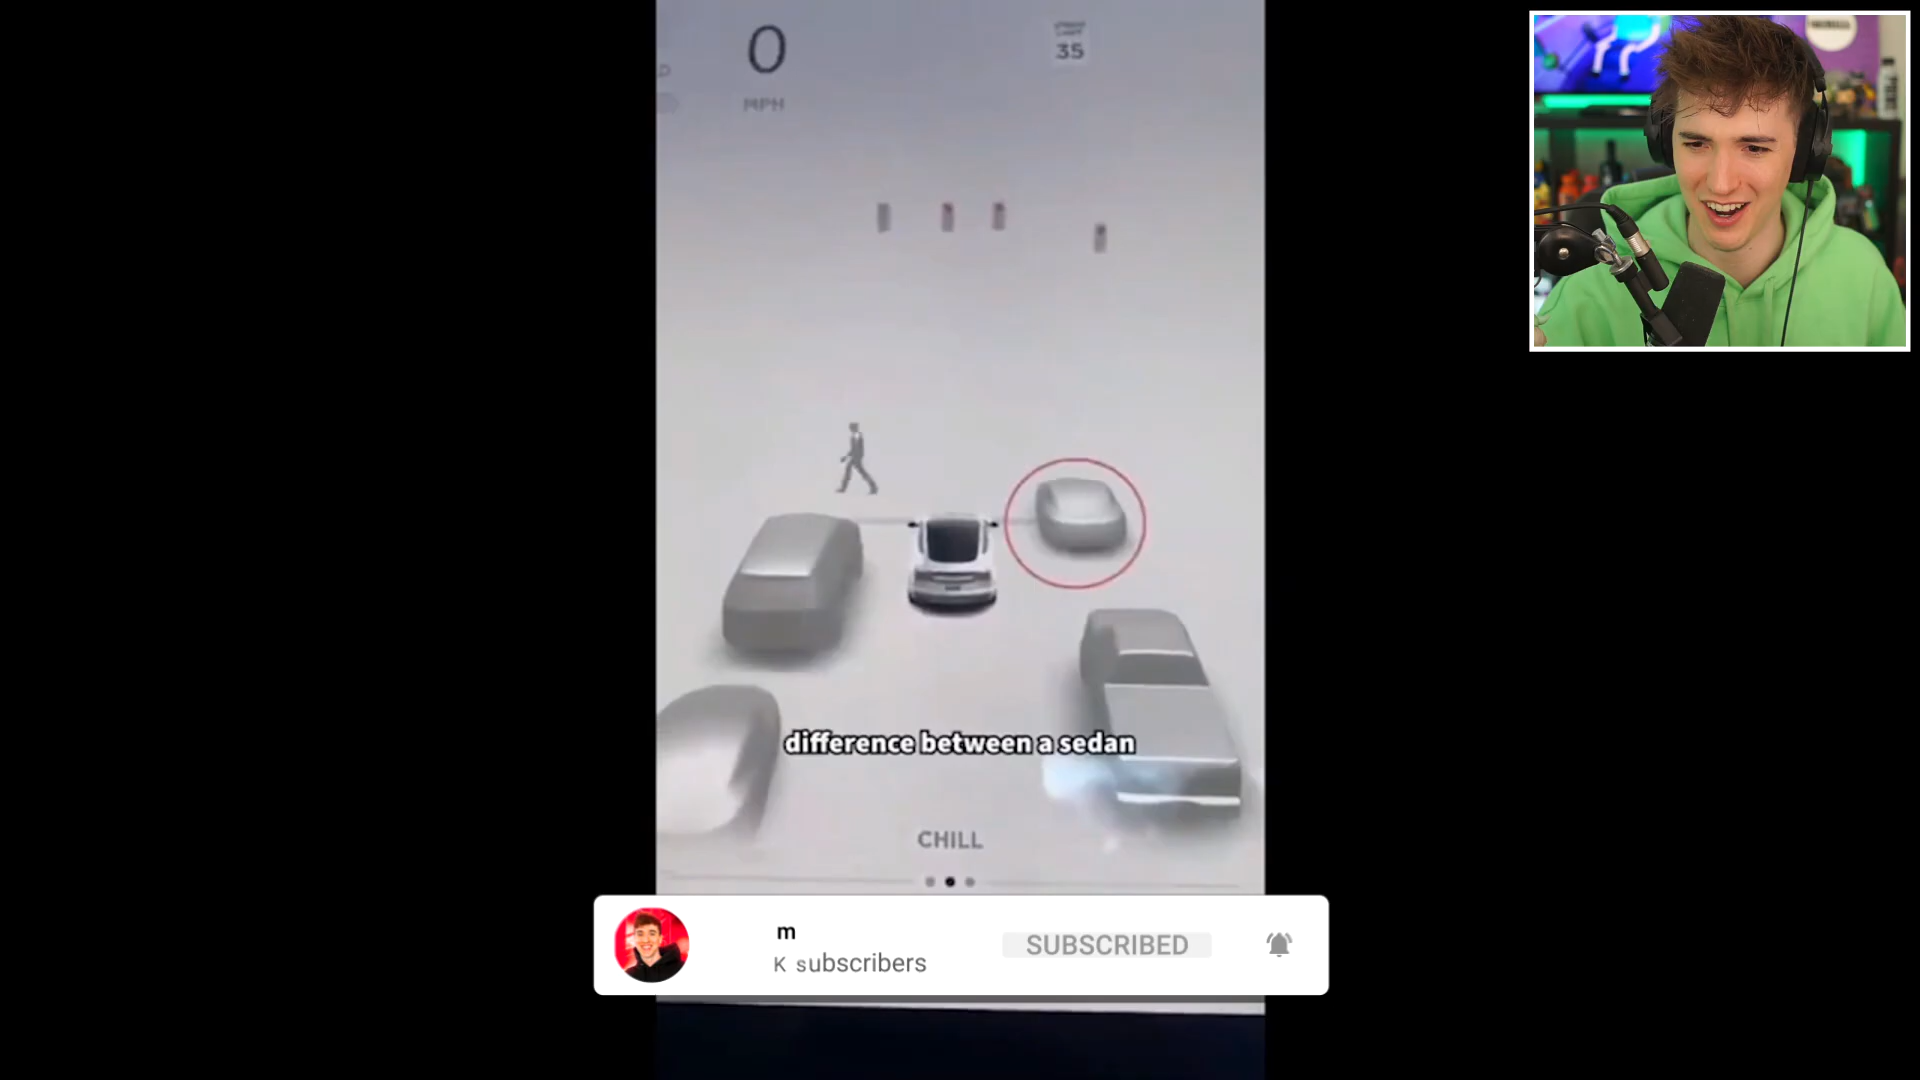 0
MPH
35
difference between a sedan
CHILL
m
K subscribers
SUBSCRIBED